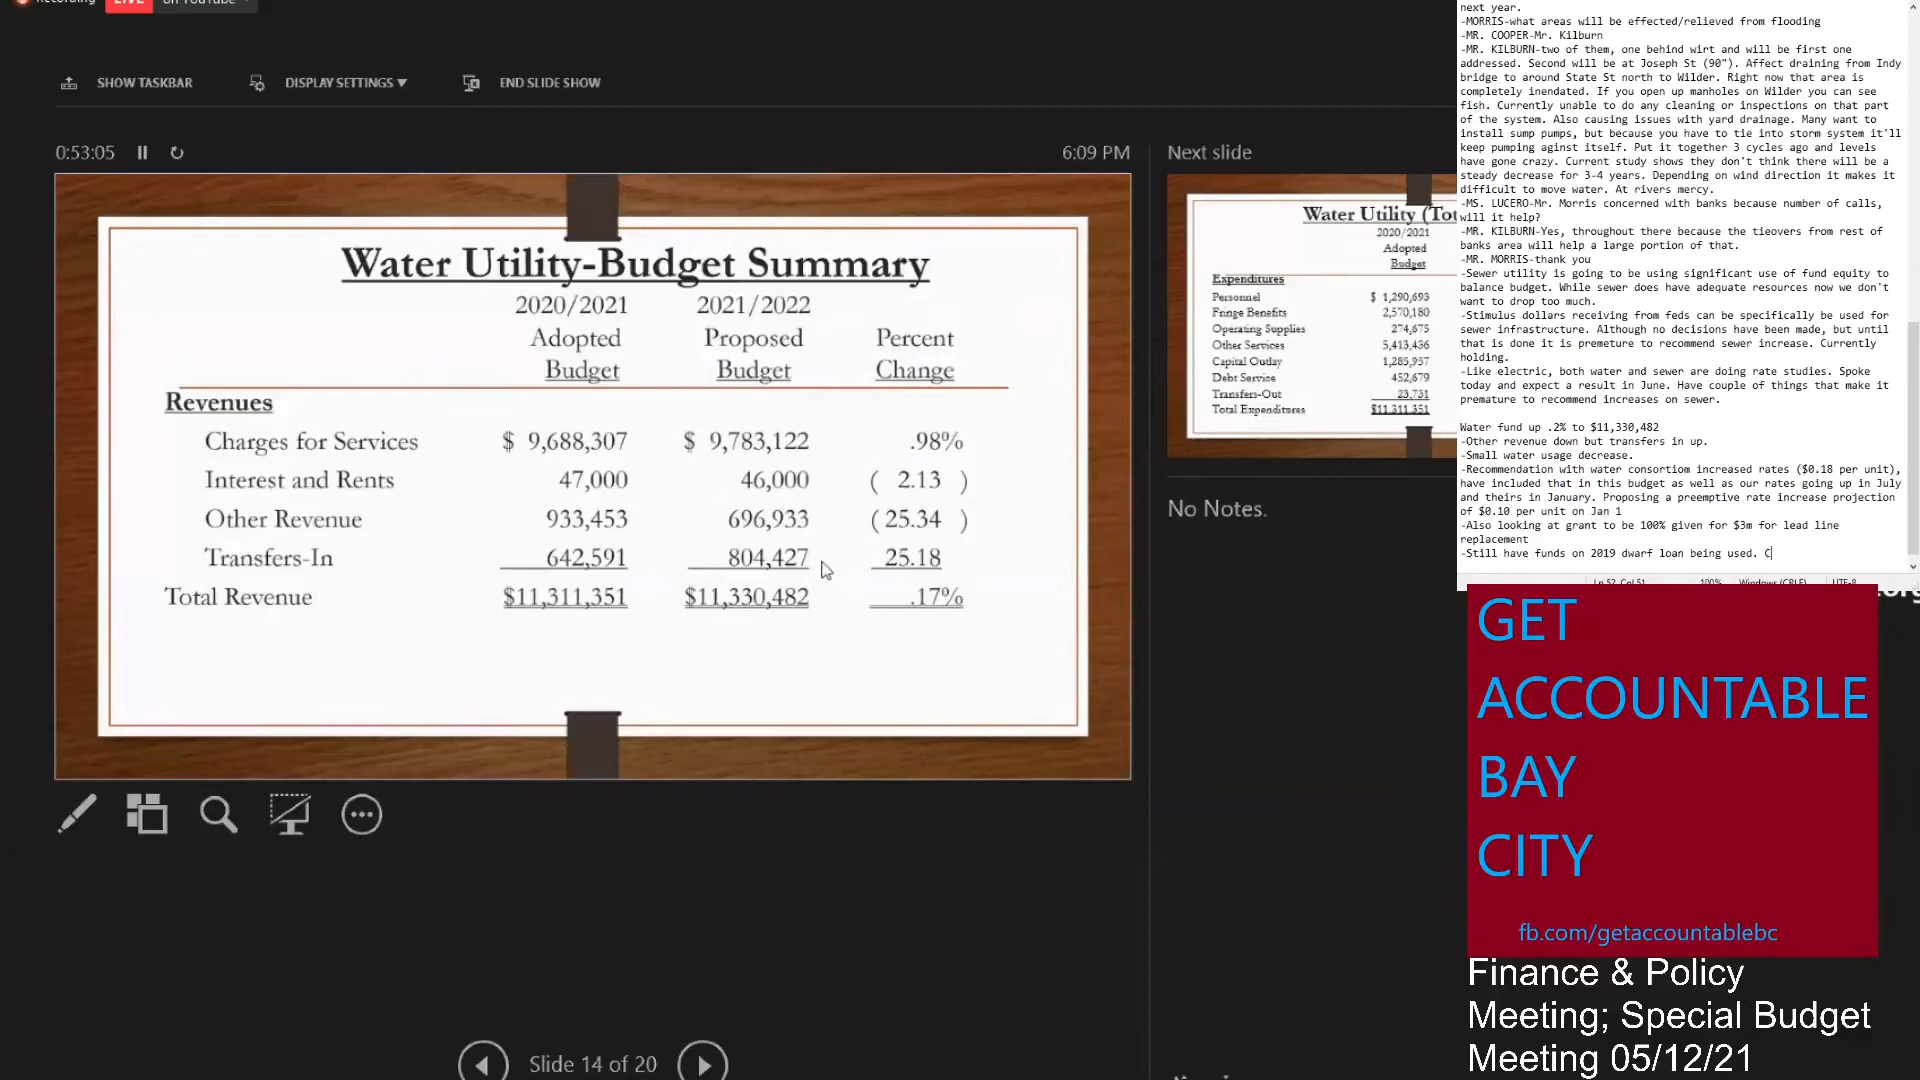 LIVE
on YouTube
SHOW TASKBAR
DISPLAY SETTINGS ▼
END SLIDE SHOW
0:53:05
6:09 PM
Water Utility-Budget Summary
2020/2021 2021/2022
Adopted Proposed Percent
Budget Budget Change
Revenues
Charges for Services $ 9,688,307 $ 9,783,122 .98%
Interest and Rents 47,000 46,000 ( 2.13 )
Other Revenue 933,453 696,933 ( 25.34 )
Transfers-In 642,591 804,427 25.18
Total Revenue $11,311,351 $11,330,482 .17%
Slide 14 of 20
Next slide
Water Utility (Tot
2020/2021
Adopted
Budget
Expenditures
Personnel $ 1,290,693
Fringe Benefits 2,570,180
Operating Supplies 274,675
Other Services 5,413,436
Capital Outlay 1,285,957
Debt Service 452,679
Transfers-Out 23,731
Total Expenditures $11,311,351
No Notes.
next year.
-MORRIS-what areas will be effected/relieved from flooding
-MR. COOPER-Mr. Kilburn
-MR. KILBURN-two of them, one behind wirt and will be first one
addressed. Second will be at Joseph St (90"). Affect draining from Indy
bridge to around State St north to Wilder. Right now that area is
completely inendated. If you open up manholes on Wilder you can see
fish. Currently unable to do any cleaning or inspections on that part
of the system. Also causing issues with yard drainage. Many want to
install sump pumps, but because you have to tie into storm system it'll
keep pumping aginst itself. Put it together 3 cycles ago and levels
have gone crazy. Current study shows they don't think there will be a
steady decrease for 3-4 years. Depending on wind direction it makes it
difficult to move water. At rivers mercy.
-MS. LUCERO-Mr. Morris concerned with banks because number of calls,
will it help?
-MR. KILBURN-Yes, throughout there because the tieovers from rest of
banks area will help a large portion of that.
-MR. MORRIS-thank you
-Sewer utility is going to be using significant use of fund equity to
balance budget. While sewer does have adequate resources now we don't
want to drop too much.
-Stimulus dollars receiving from feds can be specifically be used for
sewer infrastructure. Although no decisions have been made, but until
that is done it is premeture to recommend sewer increase. Currently
holding.
-Like electric, both water and sewer are doing rate studies. Spoke
today and expect a result in June. Have couple of things that make it
premature to recommend increases on sewer.
Water fund up .2% to $11,330,482
-Other revenue down but transfers in up.
-Small water usage decrease.
-Recommendation with water consortiom increased rates ($0.18 per unit),
have included that in this budget as well as our rates going up in July
and theirs in January. Proposing a preemptive rate increase projection
of $0.10 per unit on Jan 1
-Also looking at grant to be 100% given for $3m for lead line
replacement
-Still have funds on 2019 dwarf loan being used. C
Ln 52, Col 51 100% Windows (CRLF) UTF-8
GET
ACCOUNTABLE
BAY
CITY
fb.com/getaccountablebc
Finance & Policy
Meeting; Special Budget
Meeting 05/12/21